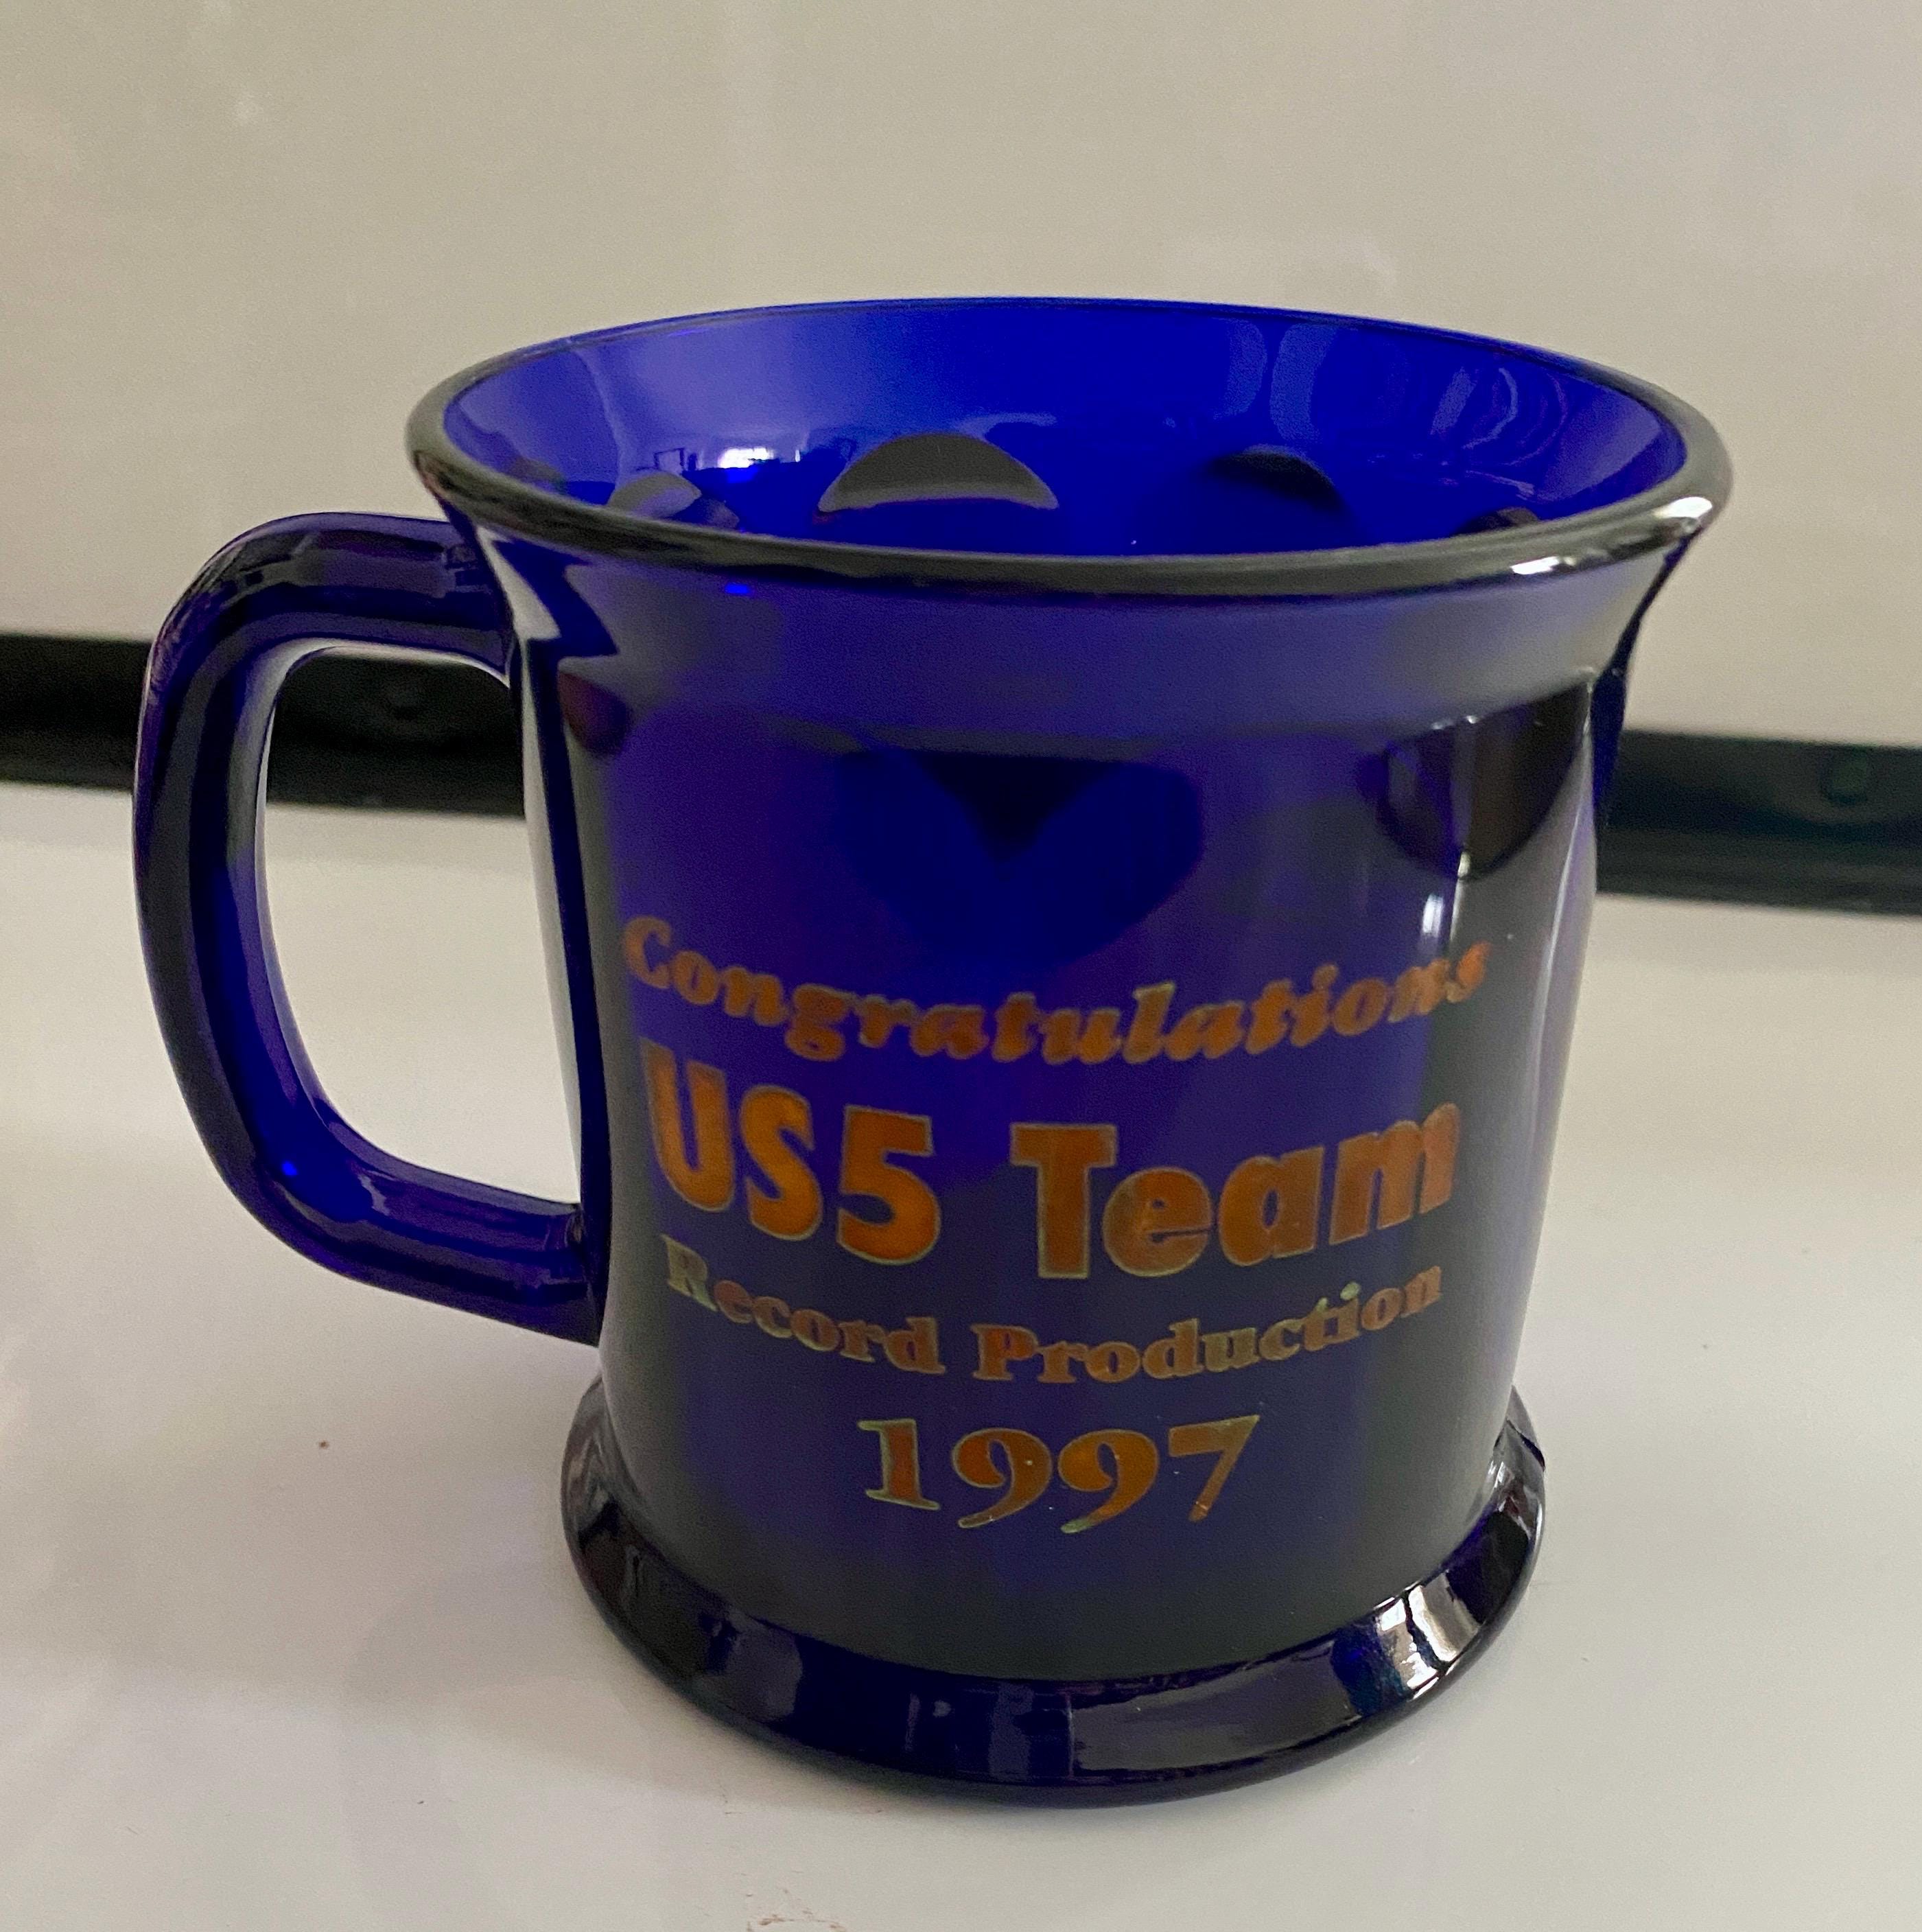 Congratulations
US5 Team
Record Production
1997